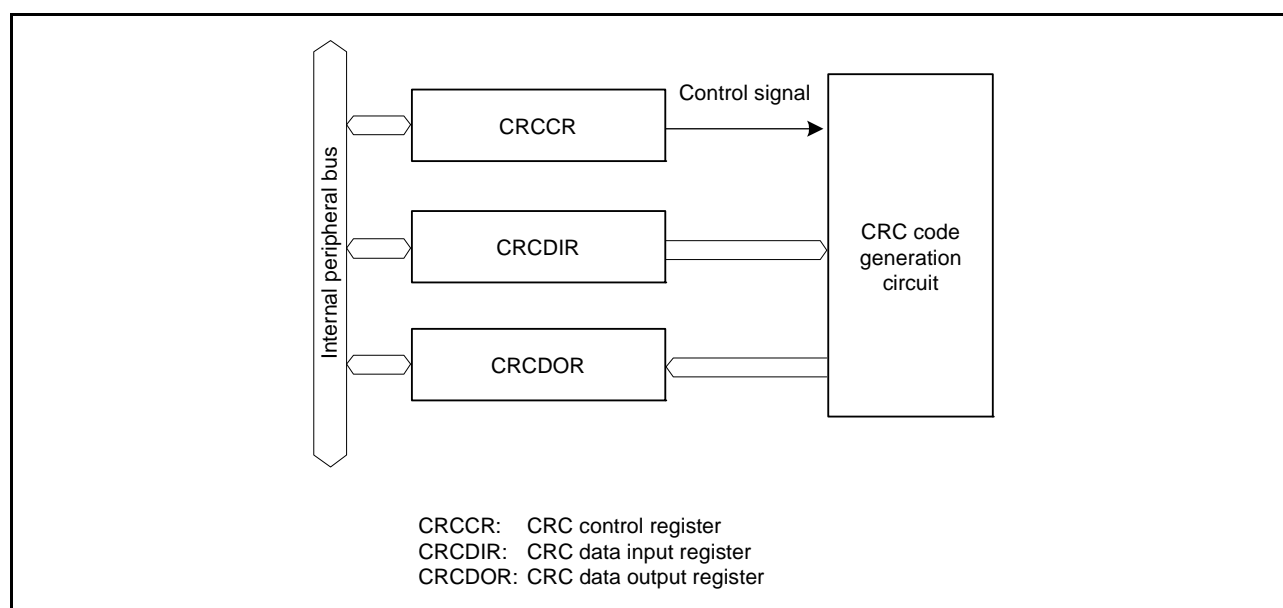 Internal peripheral bus
CRCCR
Control signal
CRCDIR
CRCDOR
CRC code
generation
circuit
CRCCR: CRC control register
CRCDIR: CRC data input register
CRCDOR: CRC data output register